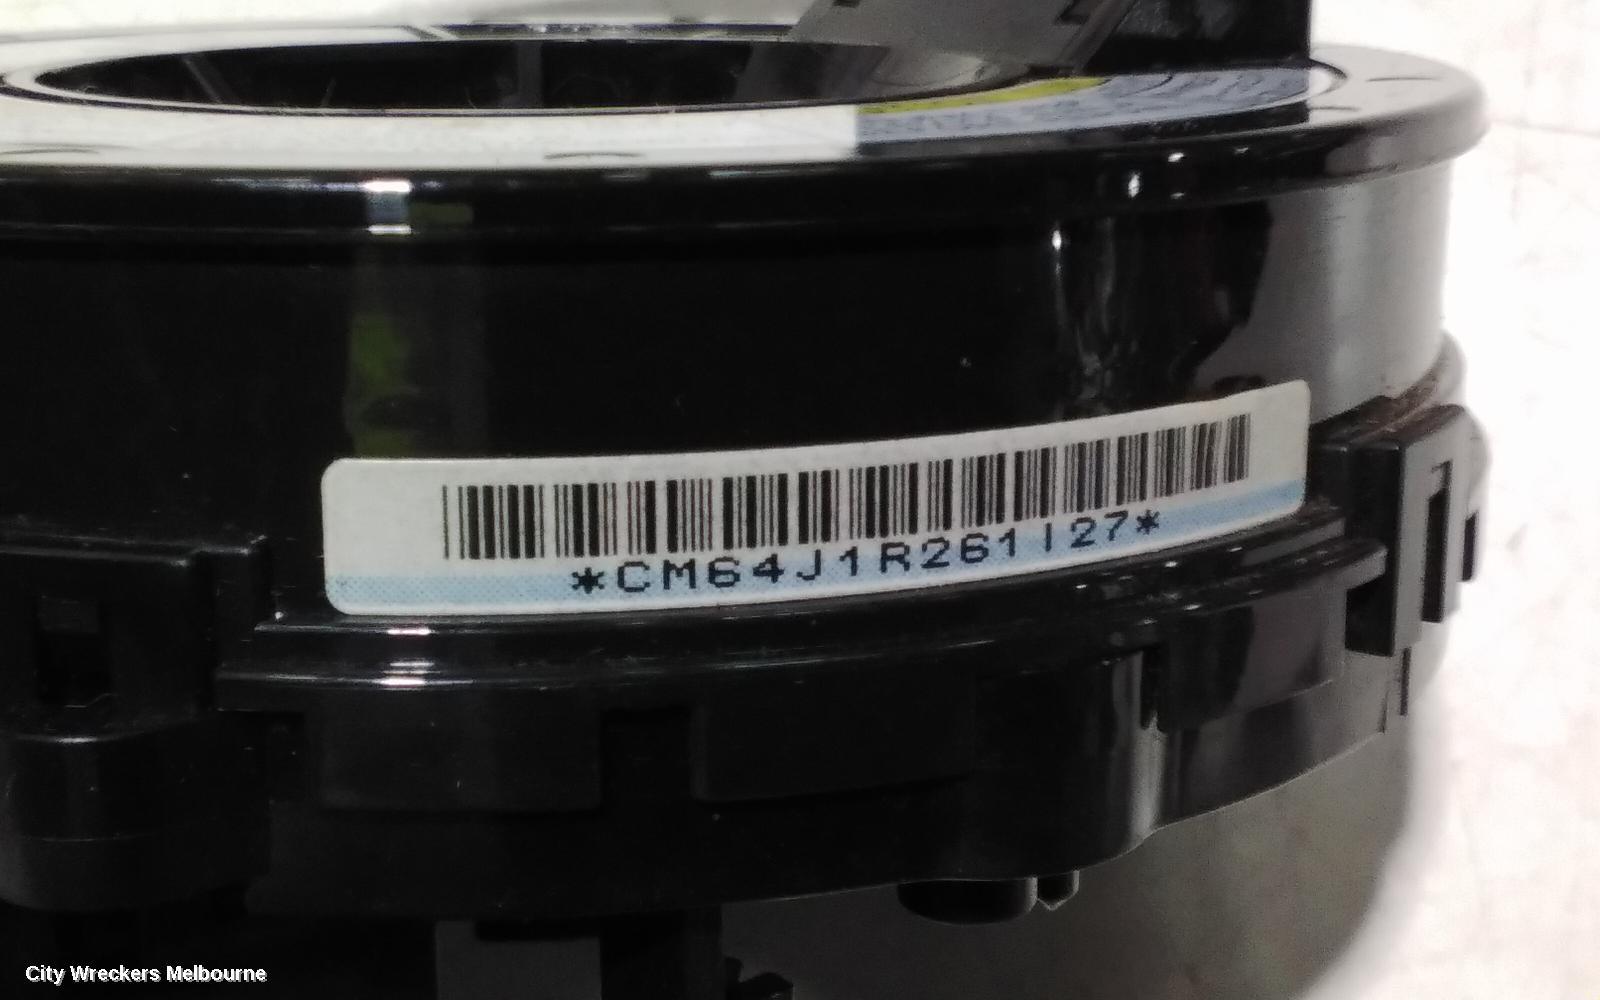 *CM64J1R261I27*
City Wreckers Melbourne